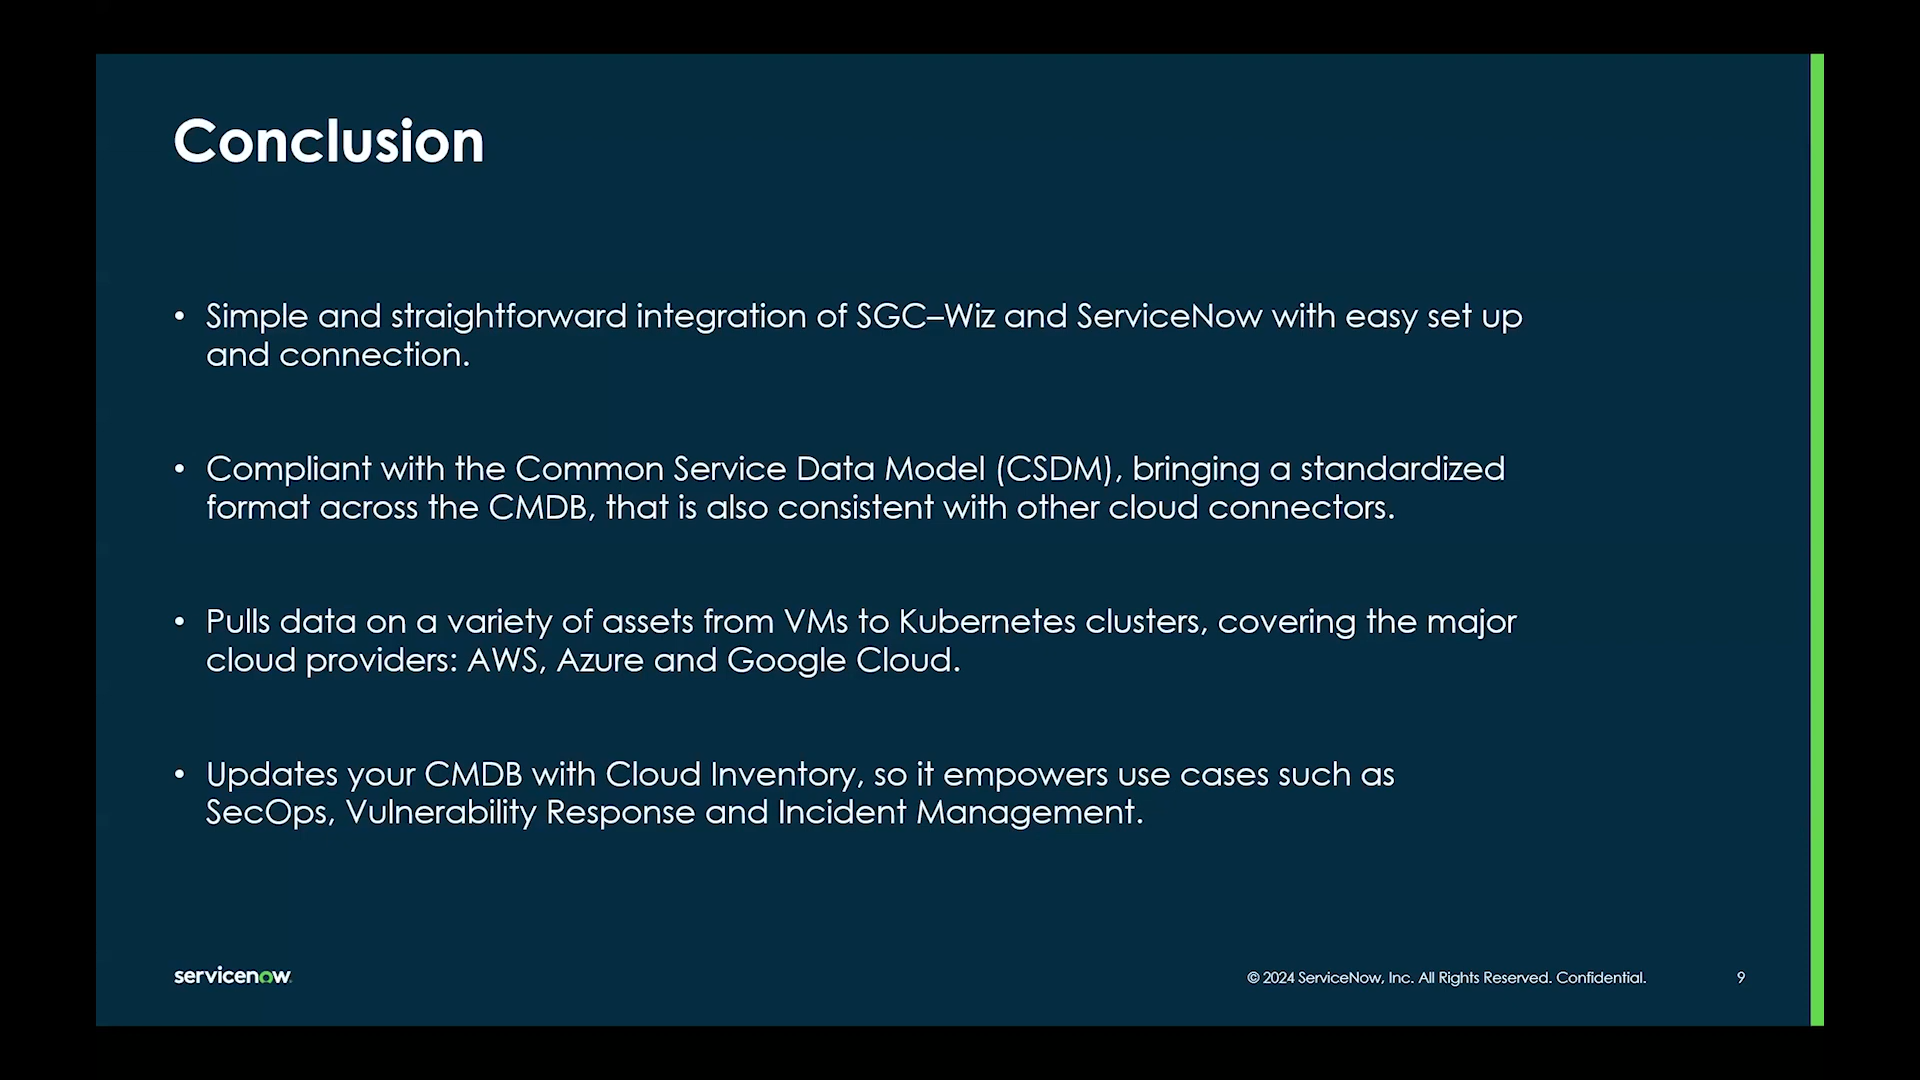 Conclusion
• Simple and straightforward integration of SGC–Wiz and ServiceNow with easy set up
and connection.
• Compliant with the Common Service Data Model (CSDM), bringing a standardized
format across the CMDB, that is also consistent with other cloud connectors.
• Pulls data on a variety of assets from VMs to Kubernetes clusters, covering the major
cloud providers: AWS, Azure and Google Cloud.
• Updates your CMDB with Cloud Inventory, so it empowers use cases such as
SecOps, Vulnerability Response and Incident Management.
servicenow
© 2024 ServiceNow, Inc. All Rights Reserved. Confidential.
9